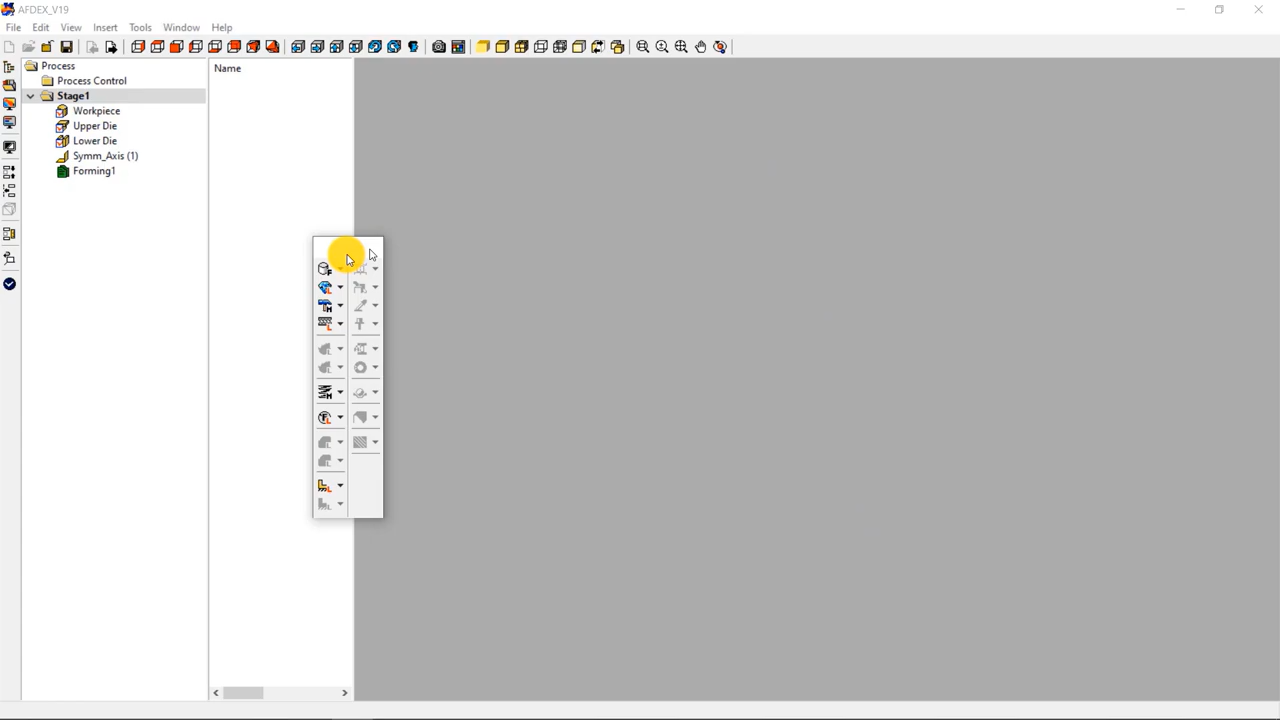 AFDEX_V19
File Edit View Insert Tools Window Help
Process
Process Control
Stage1
Workpiece
Upper Die
Lower Die
Symm_Axis (1)
Forming1
Name